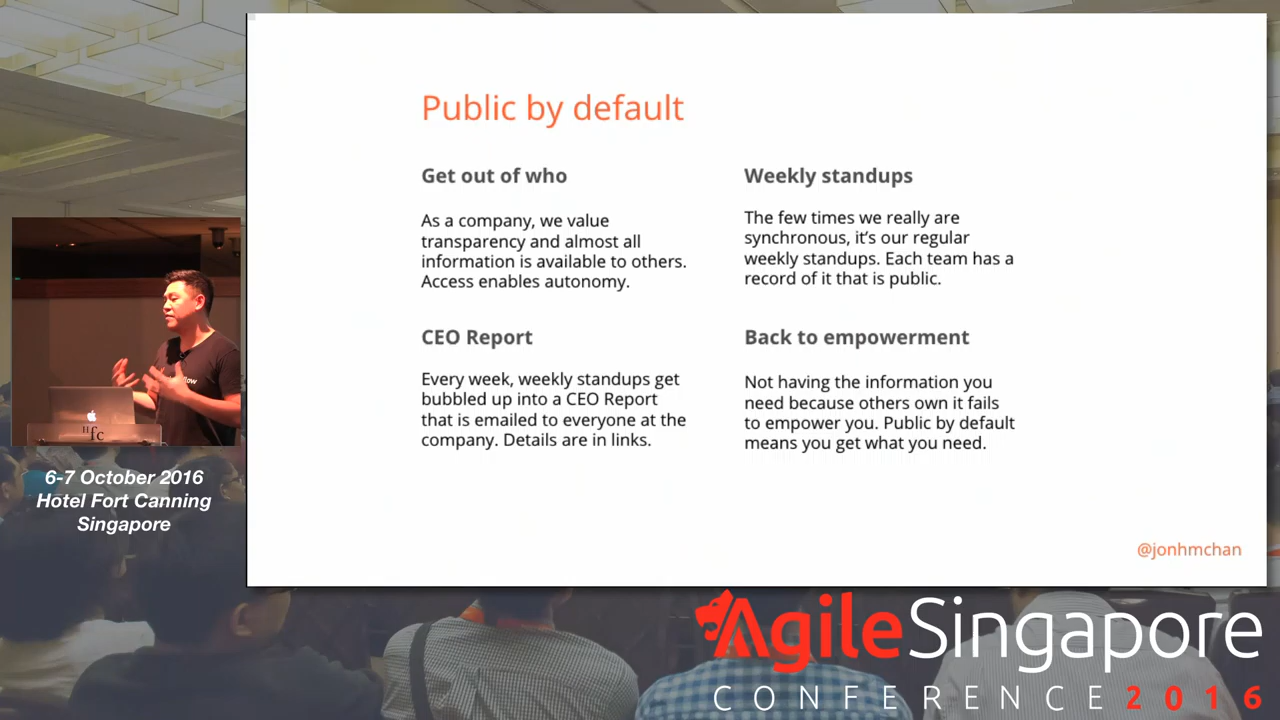 Public by default
Get out of who
As a company, we value
transparency and almost all
information is available to others.
Access enables autonomy.
Weekly standups
The few times we really are
synchronous, it’s our regular
weekly standups. Each team has a
record of it that is public.
CEO Report
Every week, weekly standups get
bubbled up into a CEO Report
that is emailed to everyone at the
company. Details are in links.
Back to empowerment
Not having the information you
need because others own it fails
to empower you. Public by default
means you get what you need.
@jonhmchan
6-7 October 2016
Hotel Fort Canning
Singapore
AgileSingapore
CONFERENCE 2016